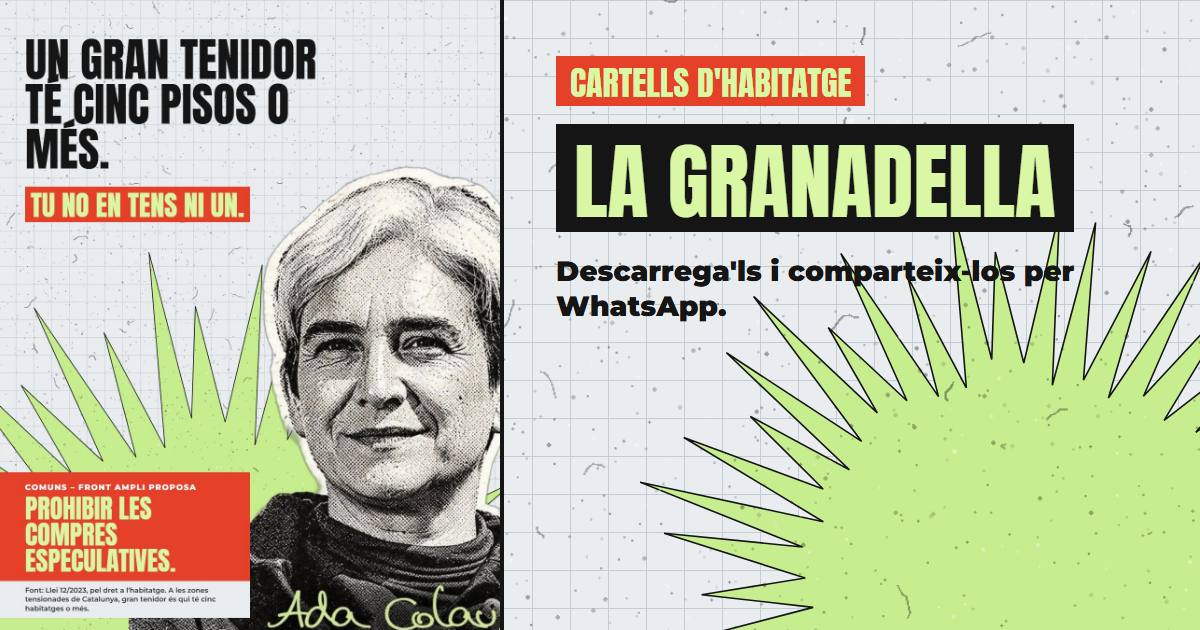 UN GRAN TENIDOR
TÉ CINC PISOS O
MÉS.
TU NO EN TENS NI UN.
COMUNS – FRONT AMPLI PROPOSA
PROHIBIR LES
COMPRES
ESPECULATIVES.
Font: Llei 12/2023, pel dret a l'habitatge. A les zones
tensionades de Catalunya, gran tenidor és qui té cinc
habitatges o més.
Ada Colau
CARTELLS D'HABITATGE
LA GRANADELLA
Descarrega'ls i comparteix-los per
WhatsApp.